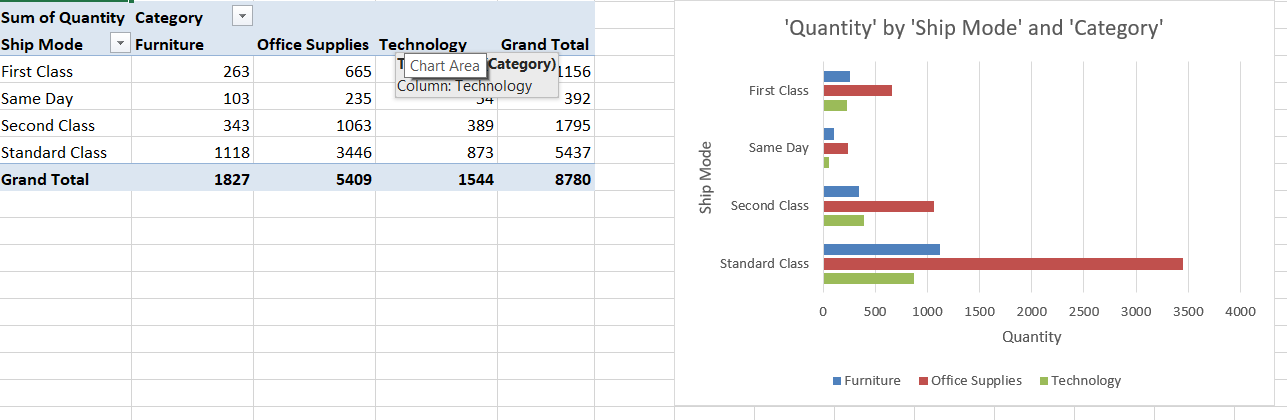 Sum of Quantity Category
Ship Mode Furniture Office Supplies Technology Grand Total
First Class 263 665 1156
Same Day 103 235 54 392
Second Class 343 1063 389 1795
Standard Class 1118 3446 873 5437
Grand Total 1827 5409 1544 8780
Chart Area
Category)
Column: Technology
'Quantity' by 'Ship Mode' and 'Category'
Ship Mode
First Class
Same Day
Second Class
Standard Class
0 500 1000 1500 2000 2500 3000 3500 4000
Quantity
Furniture Office Supplies Technology